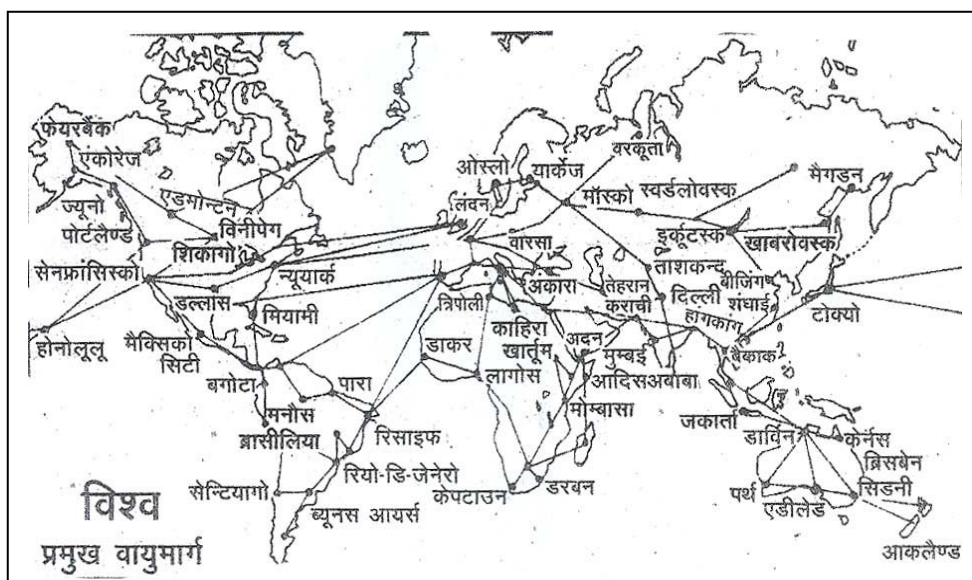 फेयरबैंक
एंकोरेज
ज्यूनो
एडमोन्टन
पोर्टलैण्ड
विनीपेग
शिकागो
सेनफ्रांसिस्को
न्यूयार्क
डल्लास
मियामी
होनोलूलू
मैक्सिको
सिटी
बगोटा
पारा
मनौस
ब्रासीलिया
रिसाइफ
रियो-डि-जेनेरो
सेन्टियागो
ब्यूनस आयर्स
ओस्लो
यार्केज
वरकूता
लंदन
मॉस्को
स्वर्डलोवस्क
मैगडन
वारसा
इर्कूटस्क
खाबरोवस्क
ताशकन्द
बीजिंग
अकारा
तेहरान
कराची
दिल्ली
शंघाई
टोक्यो
त्रिपोली
काहिरा
हांगकांग
खार्तूम
अदन
मुम्बई
बैंकाक
डाकर
लागोस
आदिसअबाबा
मोम्बासा
जकार्ता
डार्विन
केर्नस
ब्रिसबेन
केपटाउन
डरबन
पर्थ
एडीलेड
सिडनी
आकलैण्ड
विश्व
प्रमुख वायुमार्ग